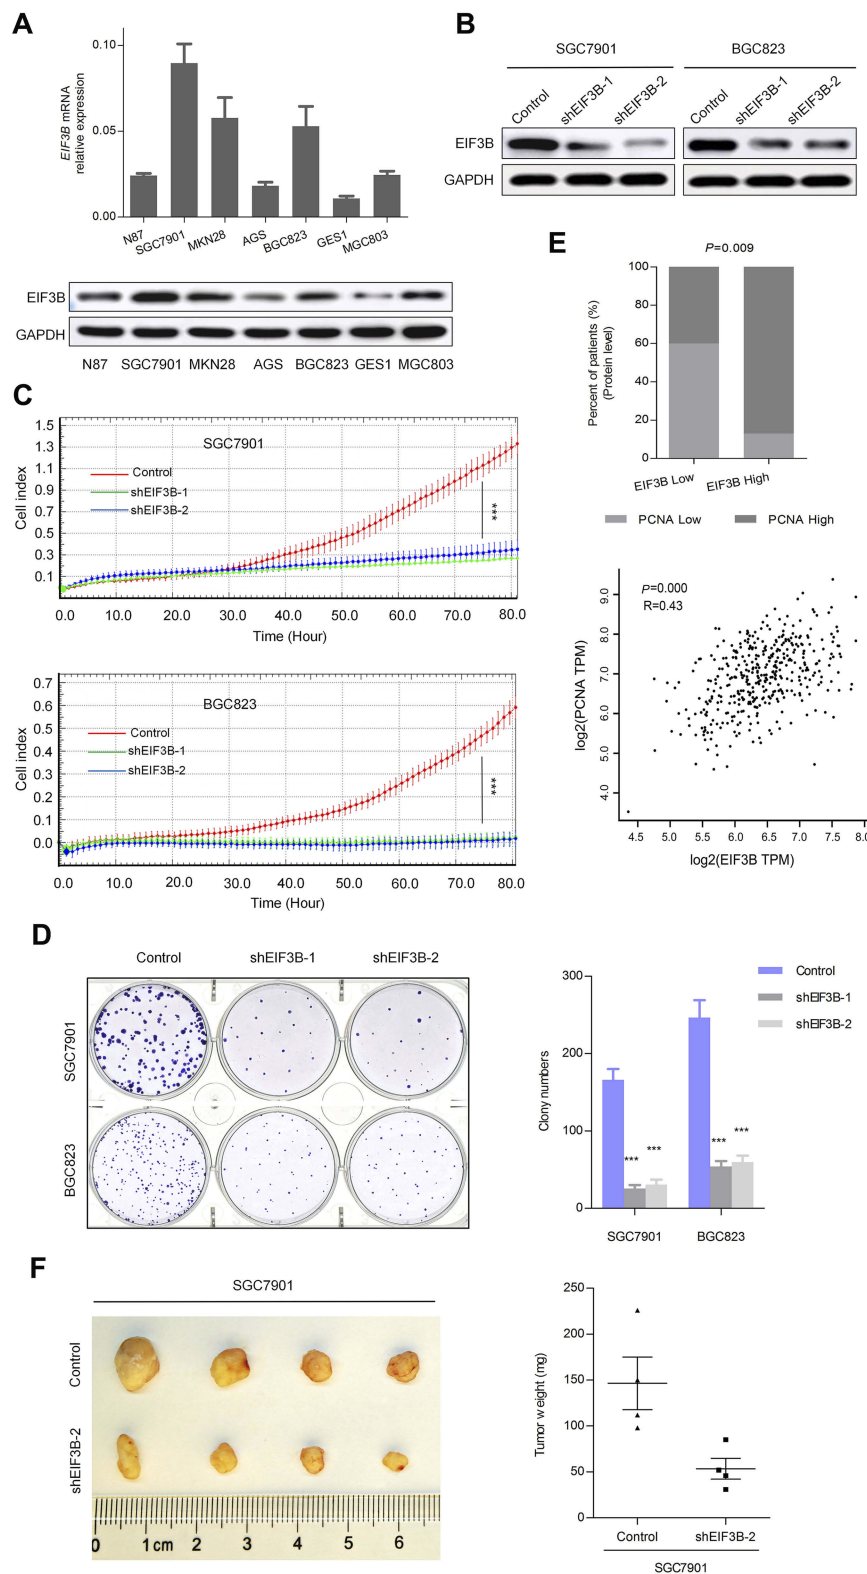 A
0.10
0.05
0.00
EIF3B mRNA
relative expression
N87
SGC7901
MKN28
AGS
BGC823
GES1
MGC803
EIF3B
GAPDH
N87 SGC7901 MKN28 AGS BGC823 GES1 MGC803
B
SGC7901 BGC823
Control shEIF3B-1 shEIF3B-2 Control shEIF3B-1 shEIF3B-2
EIF3B
GAPDH
C
SGC7901
Control
shEIF3B-1
shEIF3B-2
***
Cell index
1.5
1.3
1.1
0.9
0.7
0.5
0.3
0.1
0.0 10.0 20.0 30.0 40.0 50.0 60.0 70.0 80.0
Time (Hour)
BGC823
Control
shEIF3B-1
shEIF3B-2
***
Cell index
0.7
0.6
0.5
0.4
0.3
0.2
0.1
0.0
0.0 10.0 20.0 30.0 40.0 50.0 60.0 70.0 80.0
Time (Hour)
E
P=0.009
Percent of patients (%)
(Protein level)
100
80
60
40
20
0
EIF3B Low EIF3B High
PCNA Low PCNA High
P=0.000
R=0.43
log2(PCNA TPM)
9.0
8.0
7.0
6.0
5.0
4.0
4.5 5.0 5.5 6.0 6.5 7.0 7.5 8.0
log2(EIF3B TPM)
D
Control shEIF3B-1 shEIF3B-2
SGC7901
BGC823
Clony numbers
300
200
100
0
Control
shEIF3B-1
shEIF3B-2
*** *** *** ***
SGC7901 BGC823
F
SGC7901
Control
shEIF3B-2
0 1cm 2 3 4 5 6
Tumor weight (mg)
250
200
150
100
50
0
Control shEIF3B-2
SGC7901